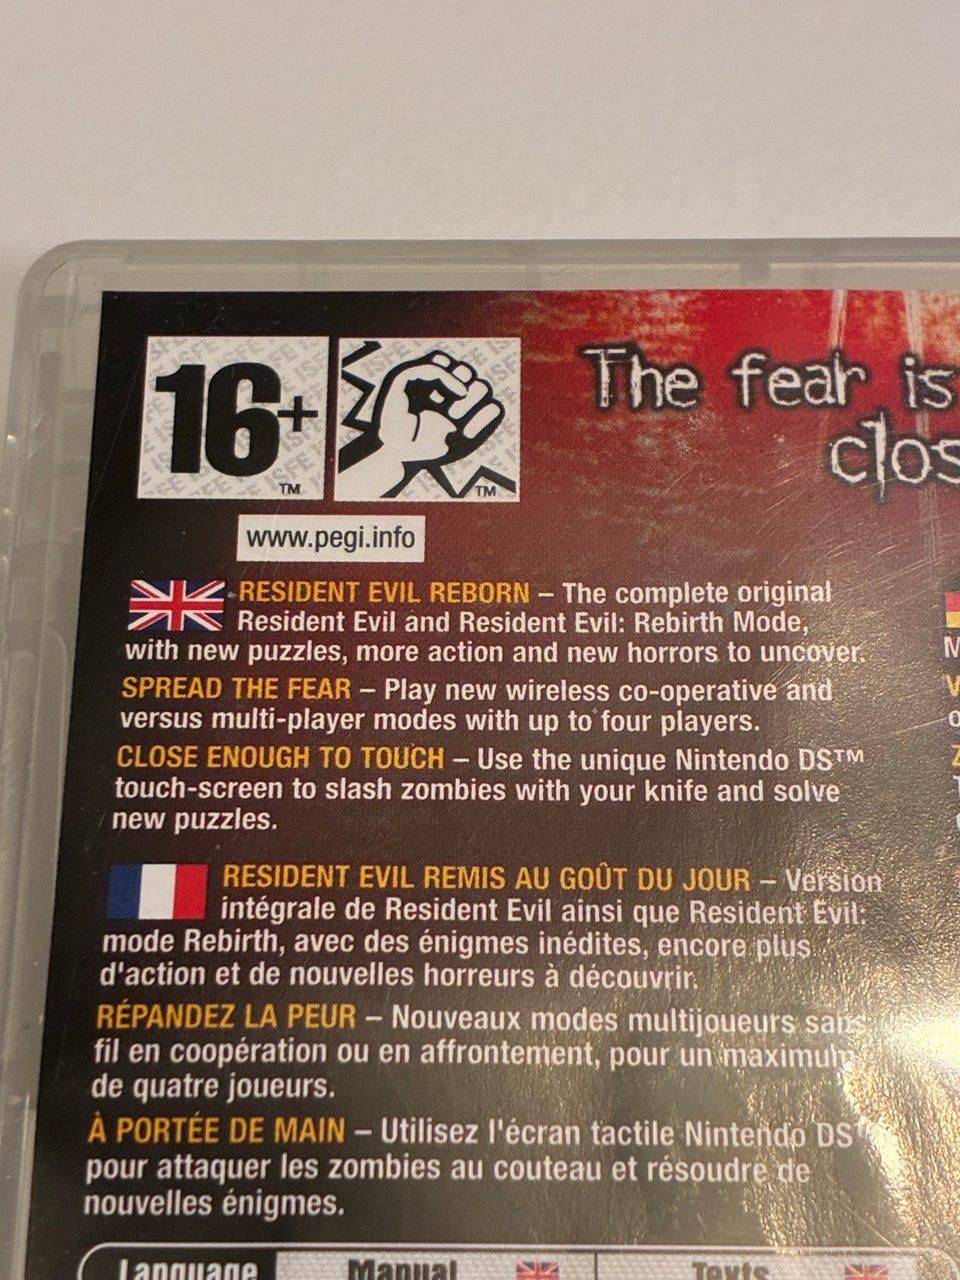 16+
TM
TM
The fear is
www.pegi.info
RESIDENT EVIL REBORN – The complete original
Resident Evil and Resident Evil: Rebirth Mode,
with new puzzles, more action and new horrors to uncover.
SPREAD THE FEAR – Play new wireless co-operative and
versus multi-player modes with up to four players.
CLOSE ENOUGH TO TOUCH – Use the unique Nintendo DS™
touch-screen to slash zombies with your knife and solve
new puzzles.
RESIDENT EVIL REMIS AU GOÛT DU JOUR – Version
intégrale de Resident Evil ainsi que Resident Evil:
mode Rebirth, avec des énigmes inédites, encore plus
d'action et de nouvelles horreurs à découvrir.
RÉPANDEZ LA PEUR – Nouveaux modes multijoueurs sans
fil en coopération ou en affrontement, pour un maximum
de quatre joueurs.
À PORTÉE DE MAIN – Utilisez l'écran tactile Nintendo DS
pour attaquer les zombies au couteau et résoudre de
nouvelles énigmes.
Language Manual Texts